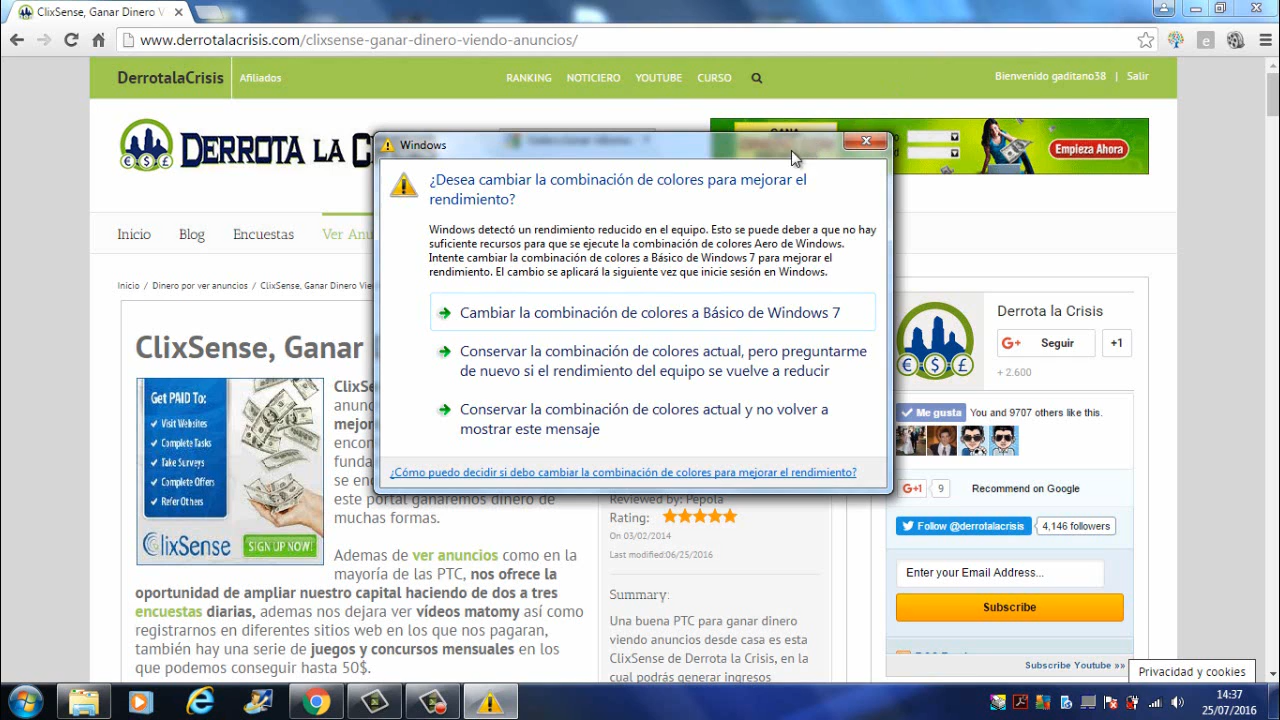 ClixSense, Ganar Dinero V
www.derrotalacrisis.com/clixsense-ganar-dinero-viendo-anuncios/
DerrotalaCrisis
Afiliados
RANKING NOTICIERO YOUTUBE CURSO
Bienvenido gaditano38 | Salir
DERROTA LA C
GANA
Empieza Ahora
Inicio Blog Encuestas Ver Anu
Inicio / Dinero por ver anuncios / ClixSense, Ganar Dinero Vie
Windows
¿Desea cambiar la combinación de colores para mejorar el
rendimiento?
Windows detectó un rendimiento reducido en el equipo. Esto se puede deber a que no hay
suficiente recursos para que se ejecute la combinación de colores Aero de Windows.
Intente cambiar la combinación de colores a Básico de Windows 7 para mejorar el
rendimiento. El cambio se aplicará la siguiente vez que inicie sesión en Windows.
Cambiar la combinación de colores a Básico de Windows 7
Conservar la combinación de colores actual, pero preguntarme
de nuevo si el rendimiento del equipo se vuelve a reducir
Conservar la combinación de colores actual y no volver a
mostrar este mensaje
¿Cómo puedo decidir si debo cambiar la combinación de colores para mejorar el rendimiento?
ClixSense, Ganar
Get PAID To:
Visit Websites
Complete Tasks
Take Surveys
Complete Offers
Refer Others
ClixSense
SIGN UP NOW!
ClixS
anunc
mejor
encon
funda
se en
este portal ganaremos dinero de
muchas formas.
Ademas de ver anuncios como en la
mayoría de las PTC, nos ofrece la
oportunidad de ampliar nuestro capital haciendo de dos a tres
encuestas diarias, ademas nos dejara ver vídeos matomy así como
registrarnos en diferentes sitios web en los que nos pagaran,
también hay una serie de juegos y concursos mensuales en
los que podemos conseguir hasta 50$.
Reviewed by: Pepola
Rating:
On 03/02/2014
Last modified:06/25/2016
Summary:
Una buena PTC para ganar dinero
viendo anuncios desde casa es esta
ClixSense de Derrota la Crisis, en la
cual podrás generar ingresos
Derrota la Crisis
G+ Seguir +1
+ 2.600
Me gusta You and 9707 others like this.
G+1 9 Recommend on Google
Follow @derrotalacrisis 4,146 followers
Enter your Email Address...
Subscribe
Subscribe Youtube »»
Privacidad y cookies
14:37
25/07/2016